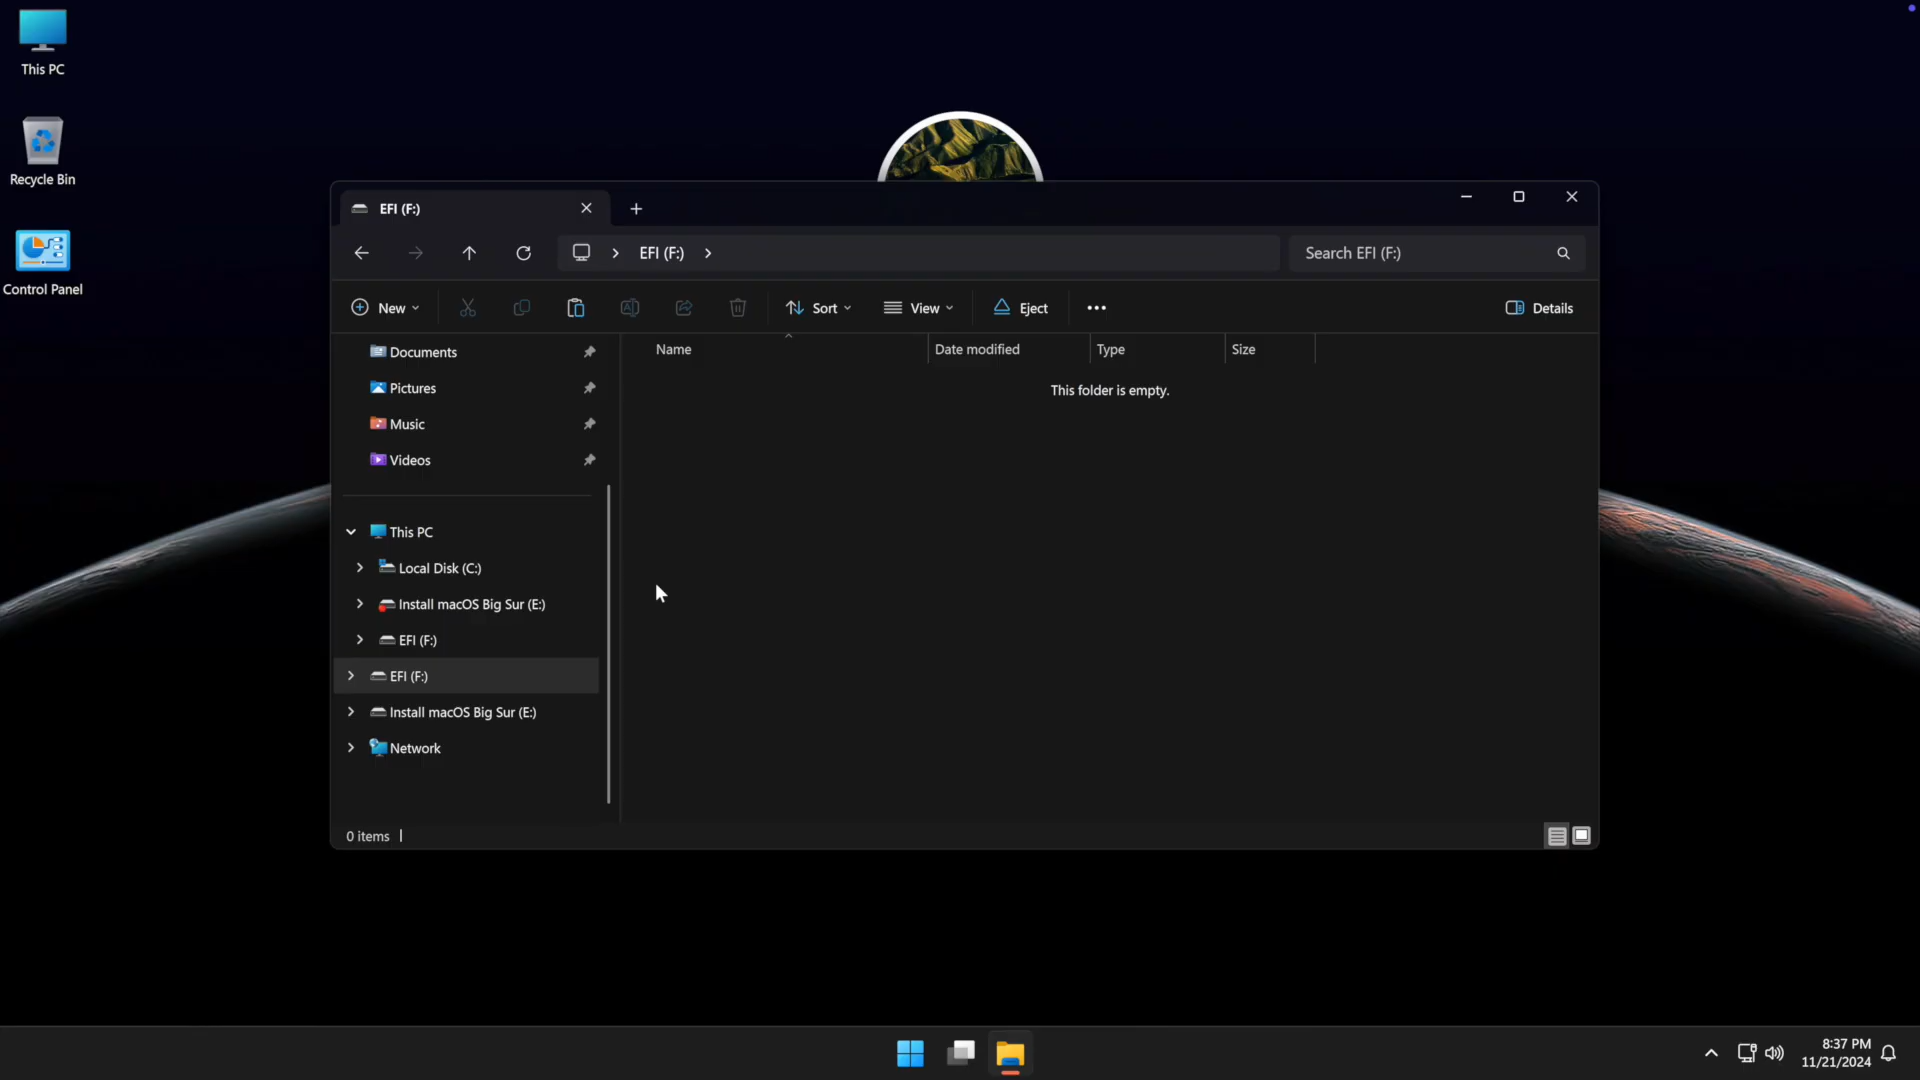 This PC
Recycle Bin
Control Panel
EFI (F:)
EFI (F:)
Search EFI (F:)
New
Sort
View
Eject
Details
Name
Date modified
Type
Size
This folder is empty.
Documents
Pictures
Music
Videos
This PC
Local Disk (C:)
Install macOS Big Sur (E:)
EFI (F:)
EFI (F:)
Install macOS Big Sur (E:)
Network
0 items
8:37 PM
11/21/2024